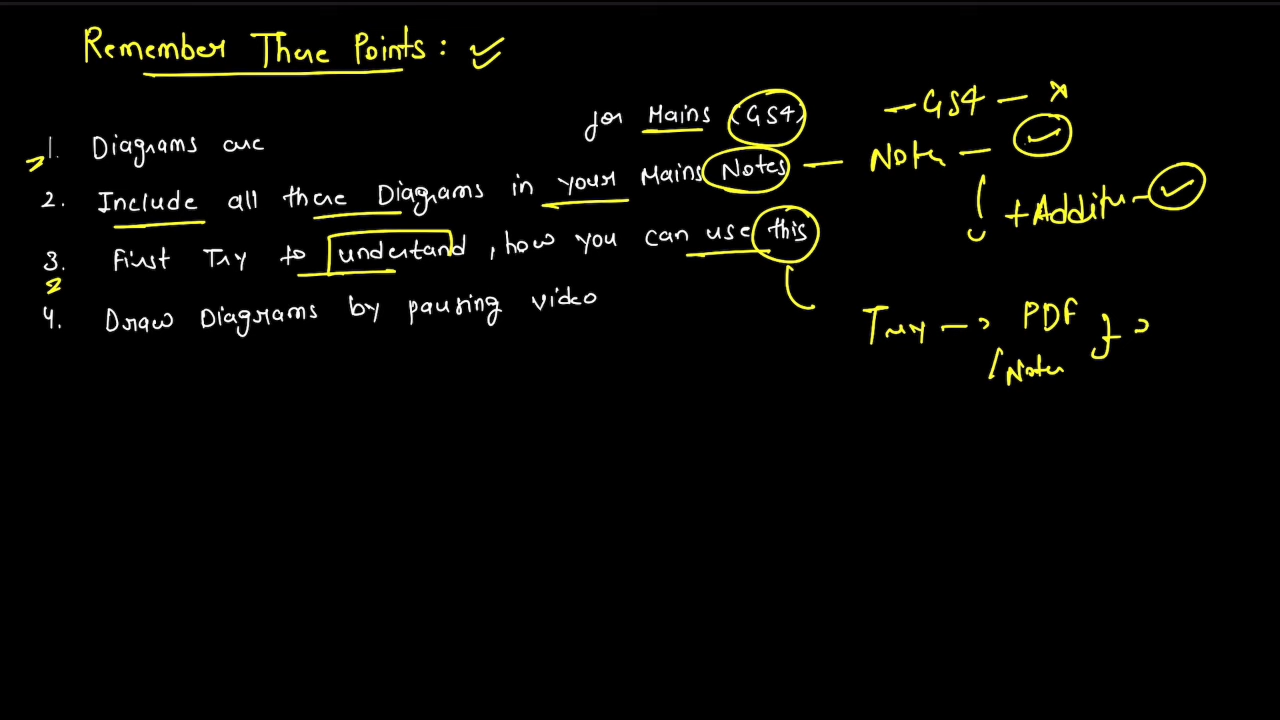 Remember These Points :
1. Diagrams are for Mains (GS4)
2. Include all these Diagrams in your Mains Notes
3. First Try to understand, how you can use this
4. Draw Diagrams by pausing video
— GS4 — x
— Notes —
+ Additi
Try → PDF
Notes